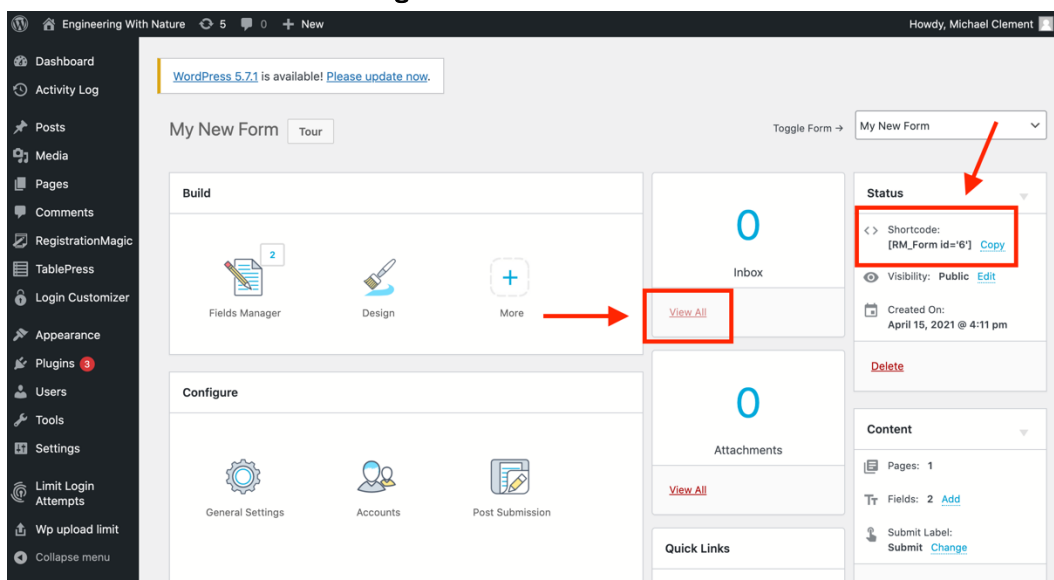 Engineering With Nature 5 0 + New Howdy, Michael Clement
Dashboard
Activity Log
Posts
Media
Pages
Comments
RegistrationMagic
TablePress
Login Customizer
Appearance
Plugins 3
Users
Tools
Settings
Limit Login
Attempts
Wp upload limit
Collapse menu
WordPress 5.7.1 is available! Please update now.
My New Form Tour
Toggle Form → My New Form
Build
2
Fields Manager
Design
+
More
Configure
General Settings
Accounts
Post Submission
0
Inbox
View All
0
Attachments
View All
Quick Links
Status
<> Shortcode:
[RM_Form id='6'] Copy
Visibility: Public Edit
Created On:
April 15, 2021 @ 4:11 pm
Delete
Content
Pages: 1
Tт Fields: 2 Add
Submit Label:
Submit Change